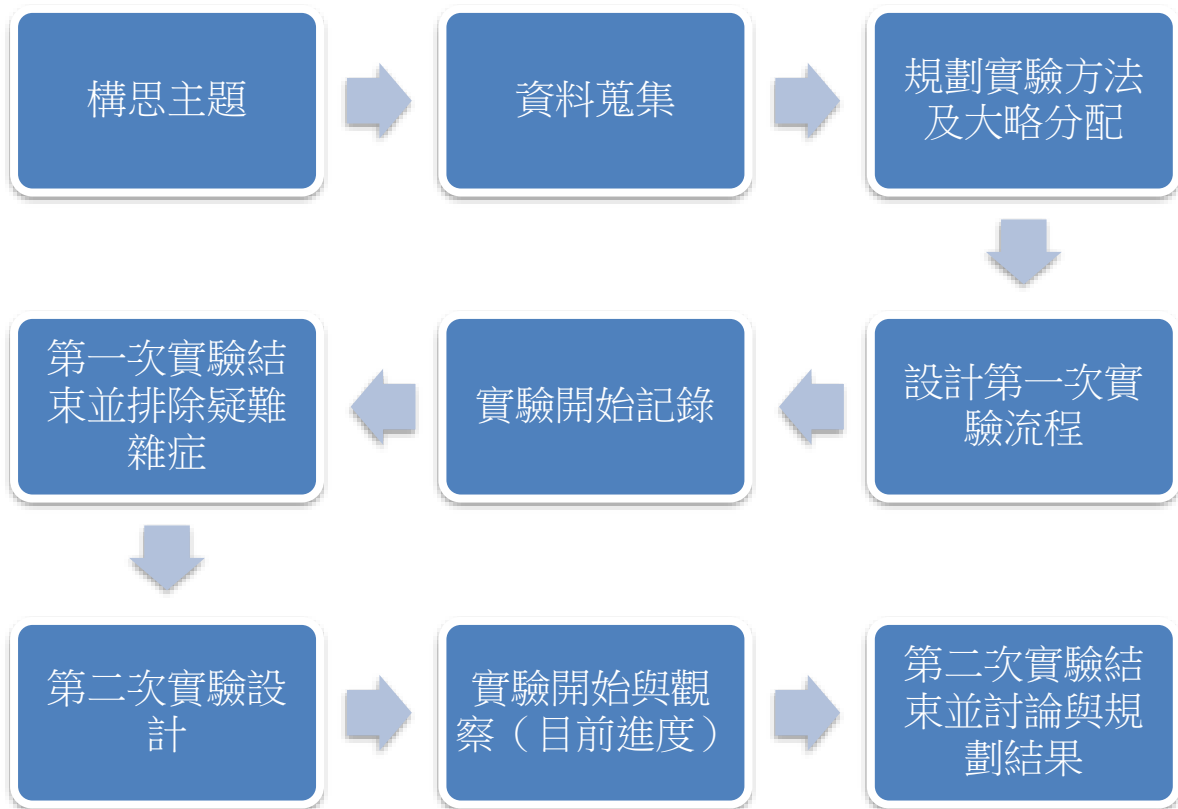 構思主題
資料蒐集
規劃實驗方法
及大略分配
設計第一次實
驗流程
實驗開始記錄
第一次實驗結
束並排除疑難
雜症
第二次實驗設
計
實驗開始與觀
察（目前進度）
第二次實驗結
束並討論與規
劃結果